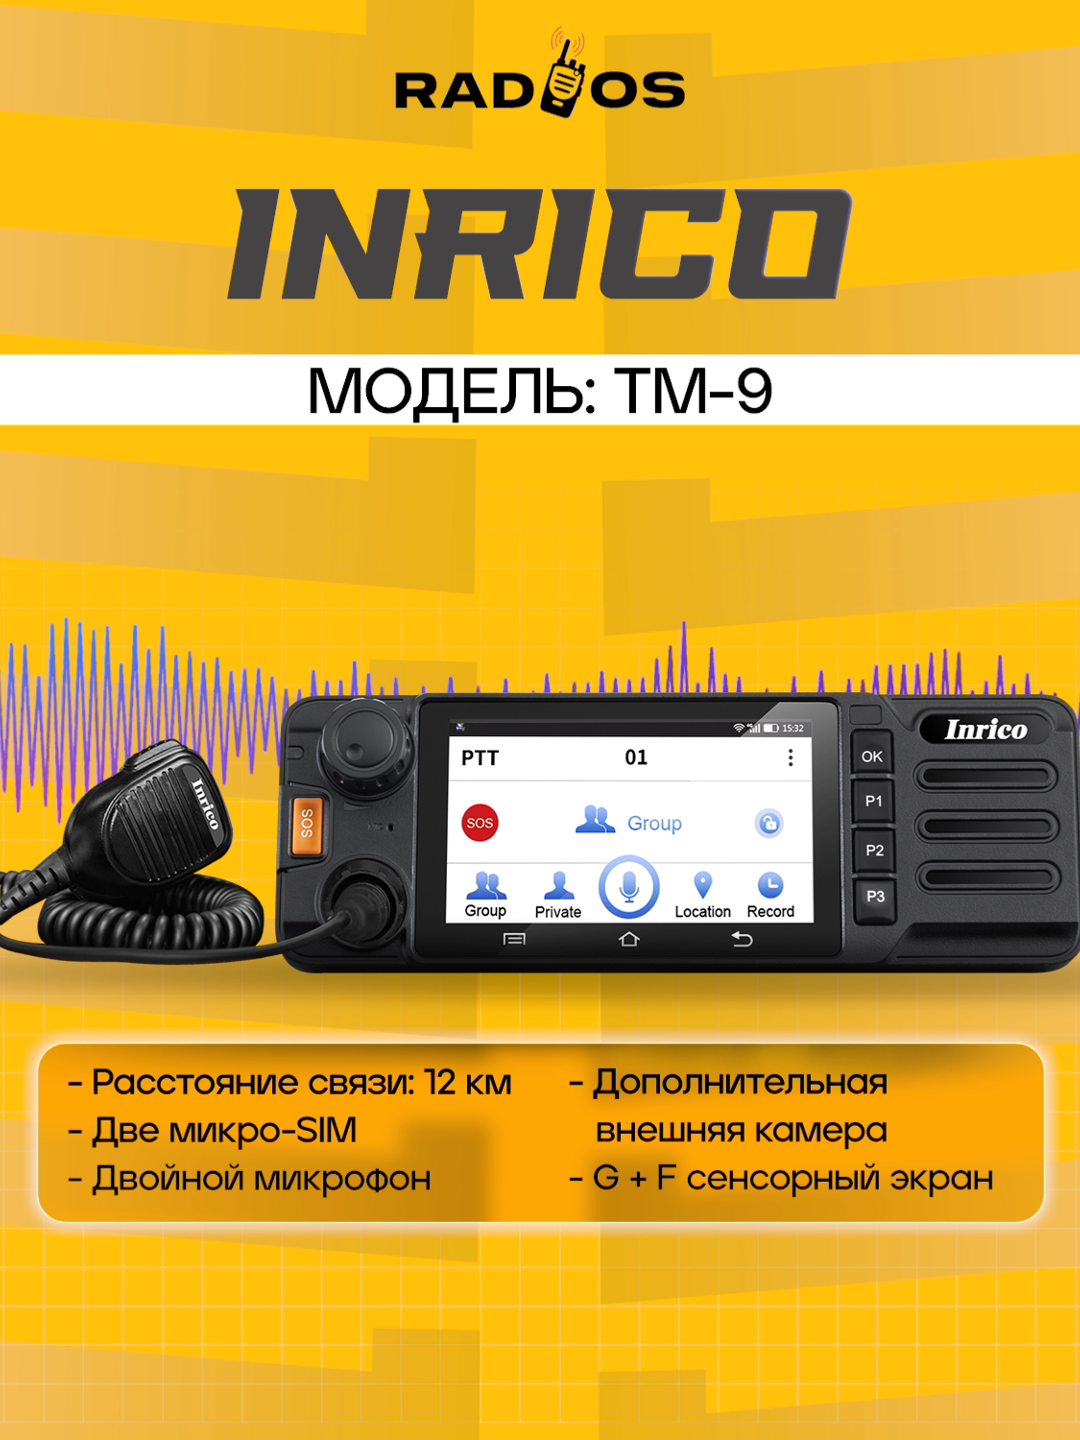 RADIOS
INRICO
МОДЕЛЬ: TM-9
Inrico
15:32
PTT 01
OK
P1
P2
P3
SOS
SOS
Group
Group Private Location Record
Inrico
- Расстояние связи: 12 км
- Две микро-SIM
- Двойной микрофон
- Дополнительная
внешняя камера
- G + F сенсорный экран